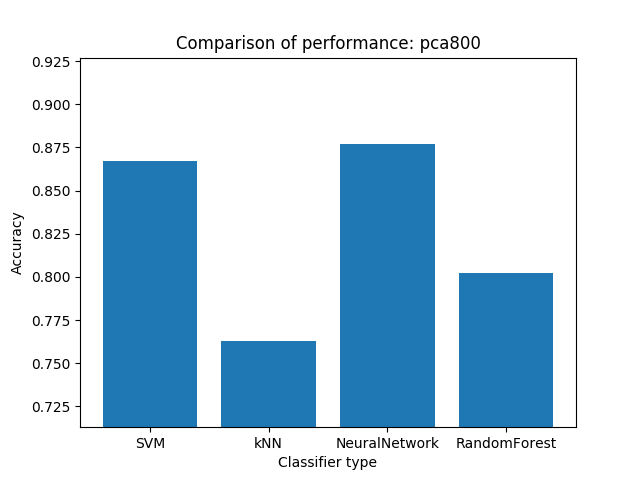 Comparison of performance: pca800
0.925
0.900
0.875
0.850
0.825
0.800
0.775
0.750
0.725
Accuracy
SVM kNN NeuralNetwork RandomForest
Classifier type